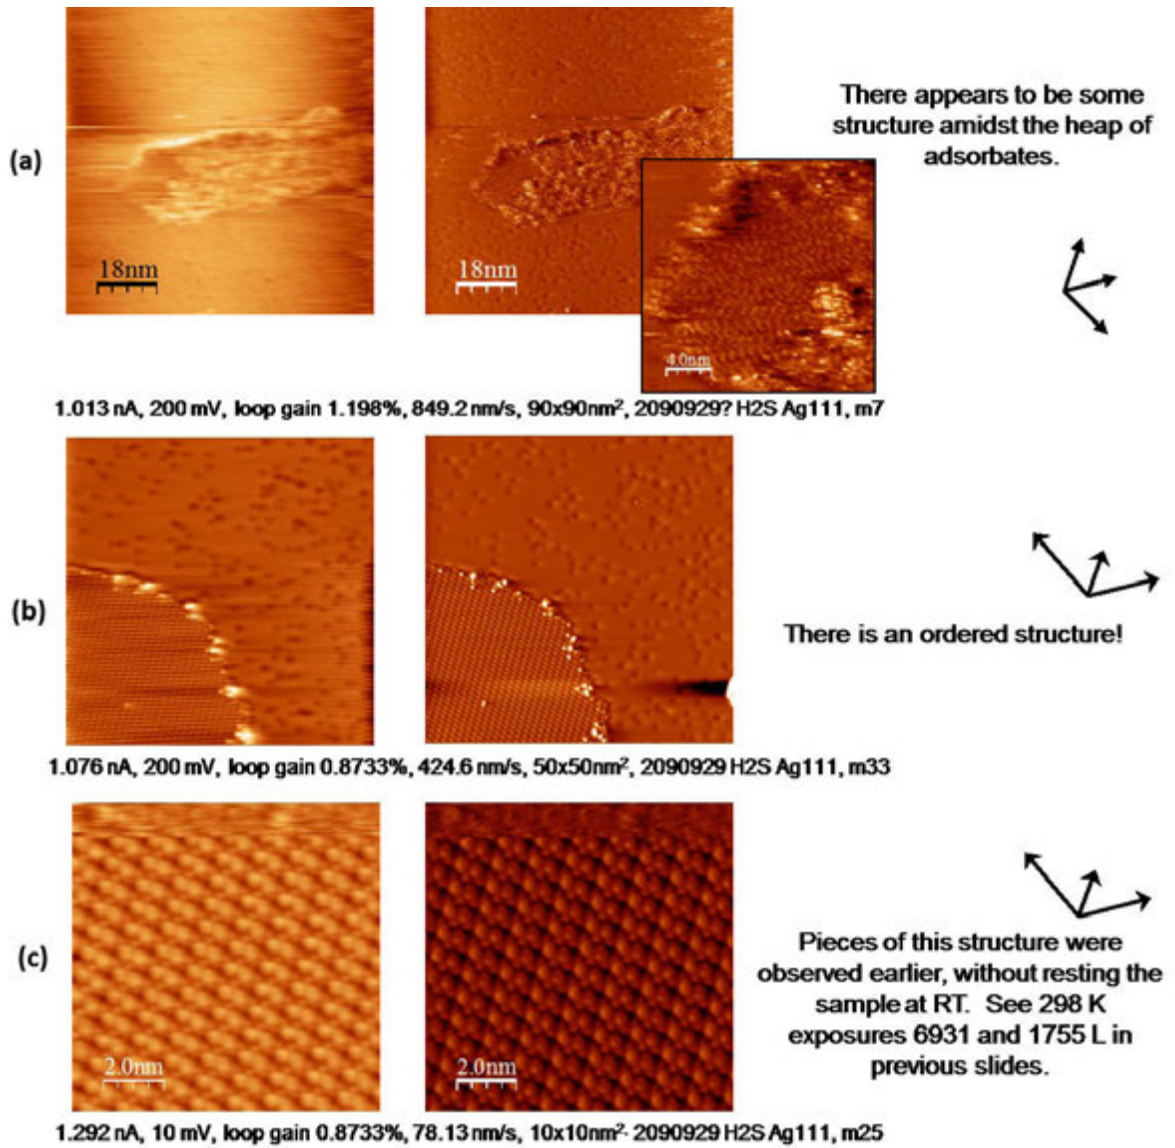 (a)
18nm
18nm
4.0nm
There appears to be some
structure amidst the heap of
adsorbates.
1.013 nA, 200 mV, loop gain 1.198%, 849.2 nm/s, 90x90nm², 2090929? H2S Ag111, m7
(b)
There is an ordered structure!
1.076 nA, 200 mV, loop gain 0.8733%, 424.6 nm/s, 50x50nm², 2090929 H2S Ag111, m33
(c)
2.0nm
2.0nm
Pieces of this structure were
observed earlier, without resting the
sample at RT. See 298 K
exposures 6931 and 1755 L in
previous slides.
1.292 nA, 10 mV, loop gain 0.8733%, 78.13 nm/s, 10x10nm², 2090929 H2S Ag111, m25